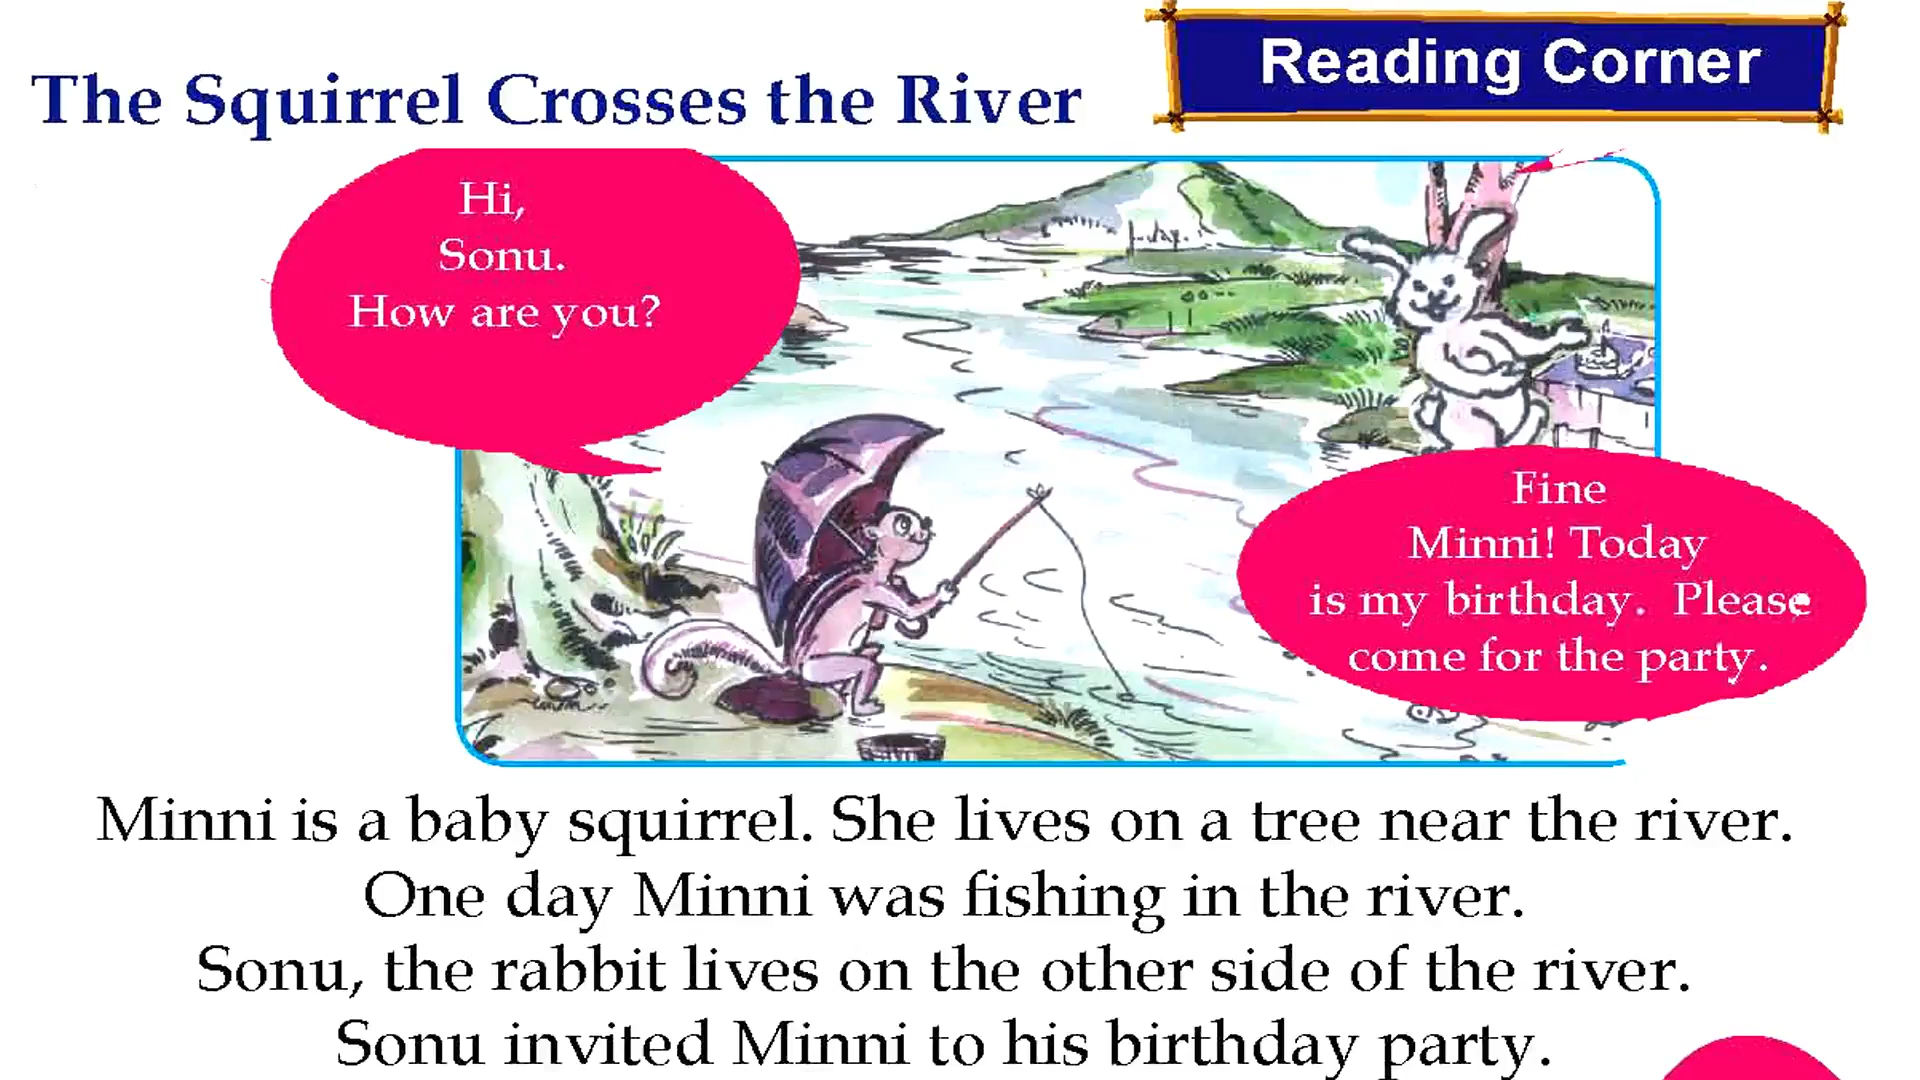 Reading Corner
The Squirrel Crosses the River
Hi,
Sonu.
How are you?
Fine
Minni! Today
is my birthday. Please
come for the party.
Minni is a baby squirrel. She lives on a tree near the river.
One day Minni was fishing in the river.
Sonu, the rabbit lives on the other side of the river.
Sonu invited Minni to his birthday party.